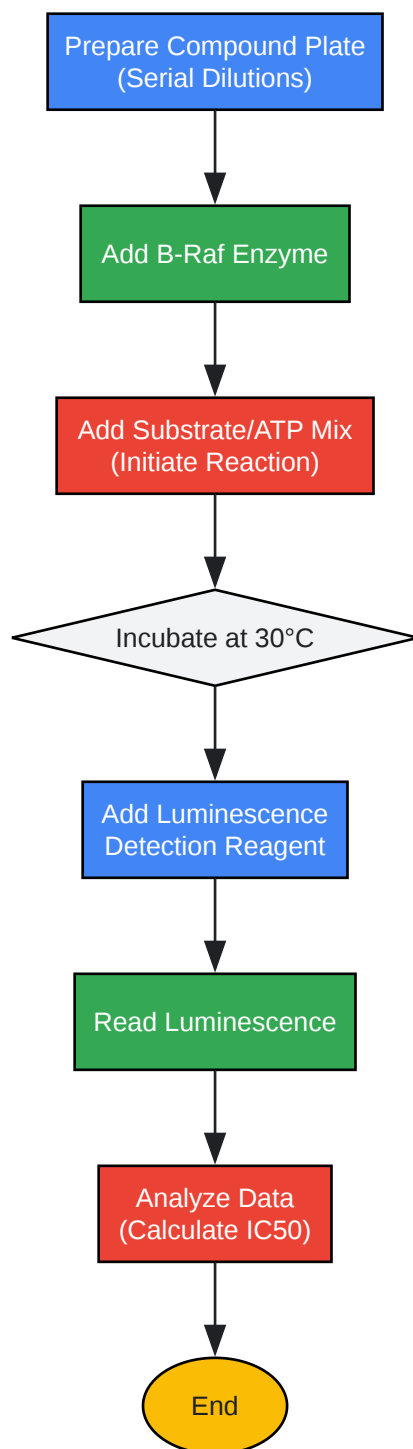 Prepare Compound Plate
(Serial Dilutions)
Add B-Raf Enzyme
Add Substrate/ATP Mix
(Initiate Reaction)
Incubate at 30°C
Add Luminescence
Detection Reagent
Read Luminescence
Analyze Data
(Calculate IC50)
End